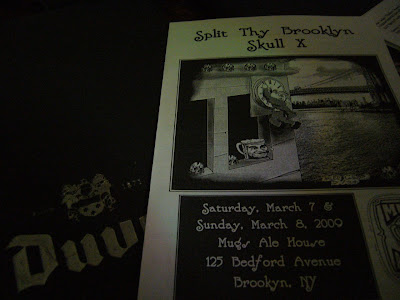 Split Thy Brooklyn
Skull X
Saturday, March 7 &
Sunday, March 8, 2009
Mugs Ale House
125 Bedford Avenue
Brookyn, NY
Duv